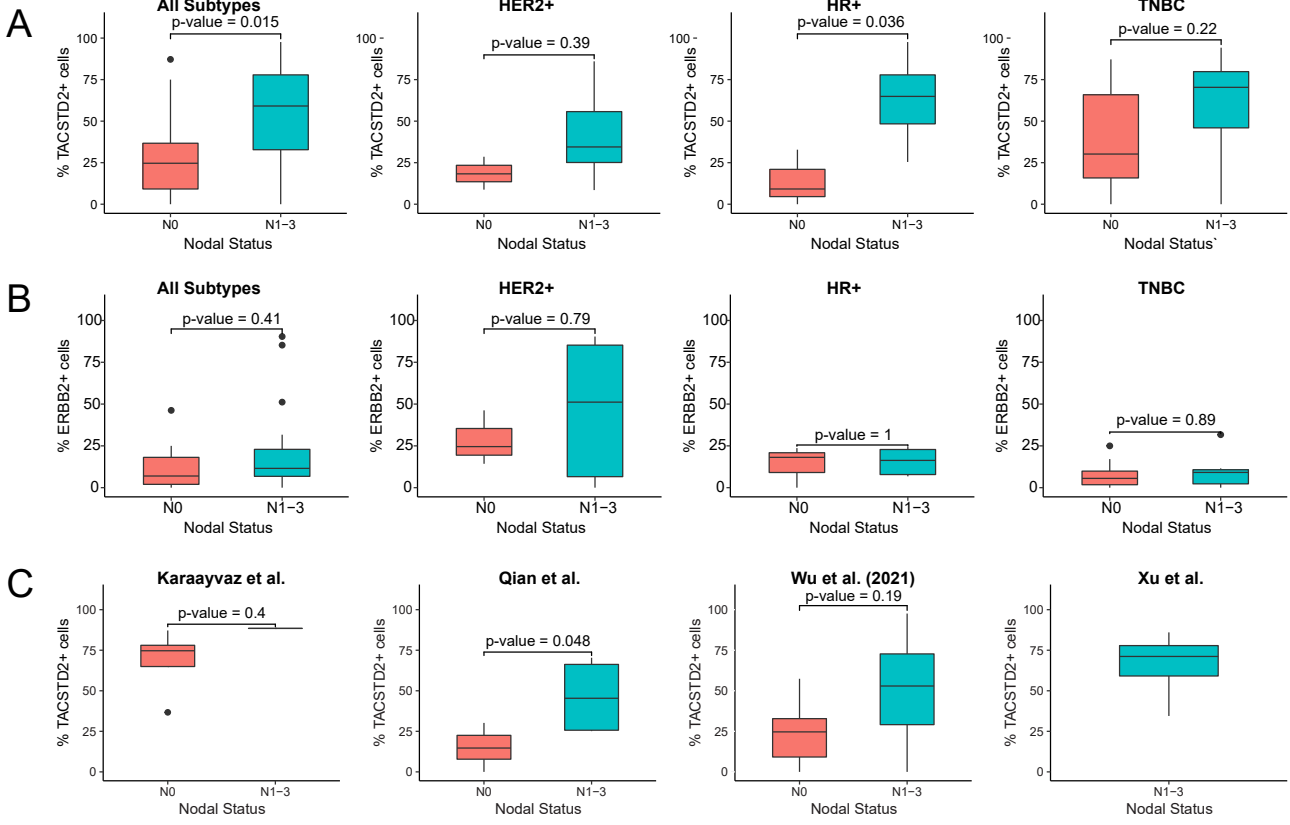 A
All Subtypes
HER2+
HR+
TNBC
p-value = 0.015
p-value = 0.39
p-value = 0.036
p-value = 0.22
% TACSTD2+ cells
100
75
50
25
0
% TACSTD2+ cells
100
75
50
25
0
% TACSTD2+ cells
100
75
50
25
0
% TACSTD2+ cells
100
75
50
25
0
N0 N1−3
N0 N1−3
N0 N1−3
N0 N1−3
Nodal Status
Nodal Status
Nodal Status
Nodal Status`
B
All Subtypes
HER2+
HR+
TNBC
p-value = 0.41
p-value = 0.79
p-value = 1
p-value = 0.89
% ERBB2+ cells
100
75
50
25
0
% ERBB2+ cells
100
75
50
25
0
% ERBB2+ cells
100
75
50
25
0
% ERBB2+ cells
100
75
50
25
0
N0 N1−3
N0 N1−3
N0 N1−3
N0 N1−3
Nodal Status
Nodal Status
Nodal Status
Nodal Status
C
Karaayvaz et al.
Qian et al.
Wu et al. (2021)
Xu et al.
p-value = 0.4
p-value = 0.048
p-value = 0.19
% TACSTD2+ cells
100
75
50
25
0
% TACSTD2+ cells
100
75
50
25
0
% TACSTD2+ cells
100
75
50
25
0
% TACSTD2+ cells
100
75
50
25
0
N0 N1−3
N0 N1−3
N0 N1−3
N1−3
Nodal Status
Nodal Status
Nodal Status
Nodal Status